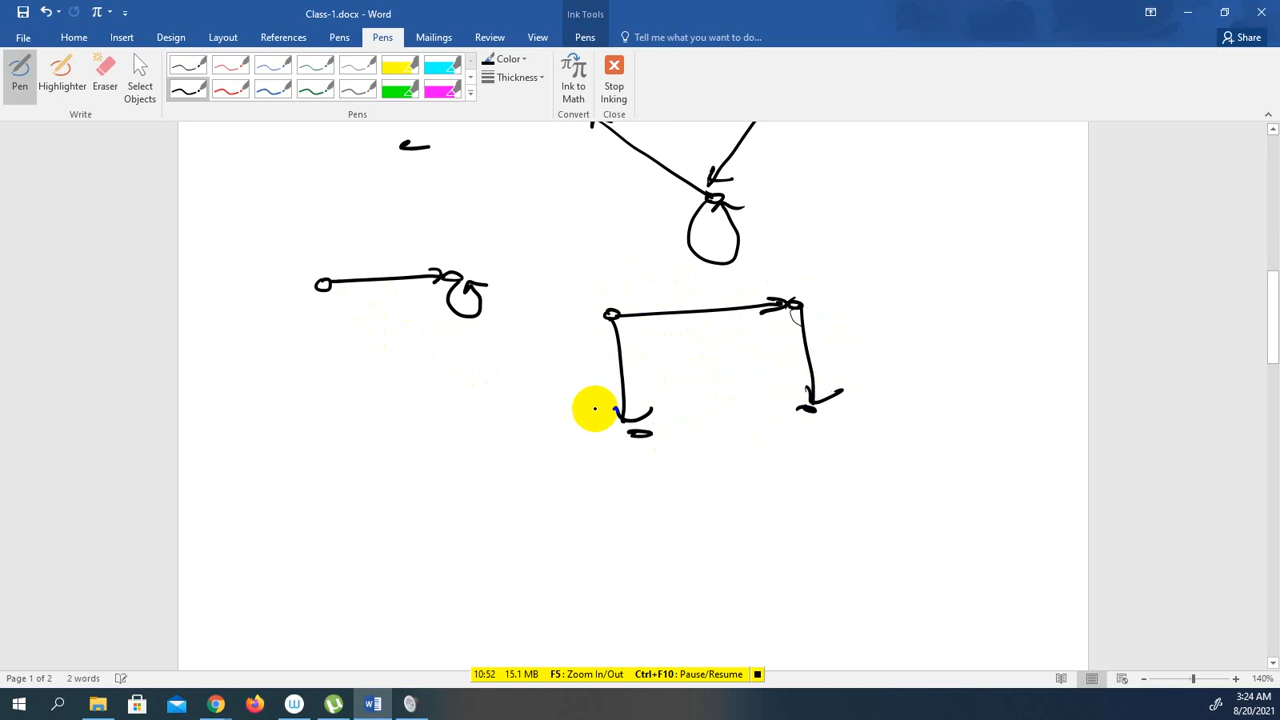 Class-1.docx - Word
Ink Tools
File
Home
Insert
Design
Layout
References
Pens
Pens
Mailings
Review
View
Help
Pens
Tell me what you want to do...
Share
Pen
Highlighter
Eraser
Select
Objects
Color
Thickness
Ink to
Math
Stop
Inking
Write
Pens
Convert
Close
10:52 15.1 MB F5: Zoom In/Out Ctrl+F10: Pause/Resume
Page 1 of 2 2 words
140%
3:24 AM
8/20/2021